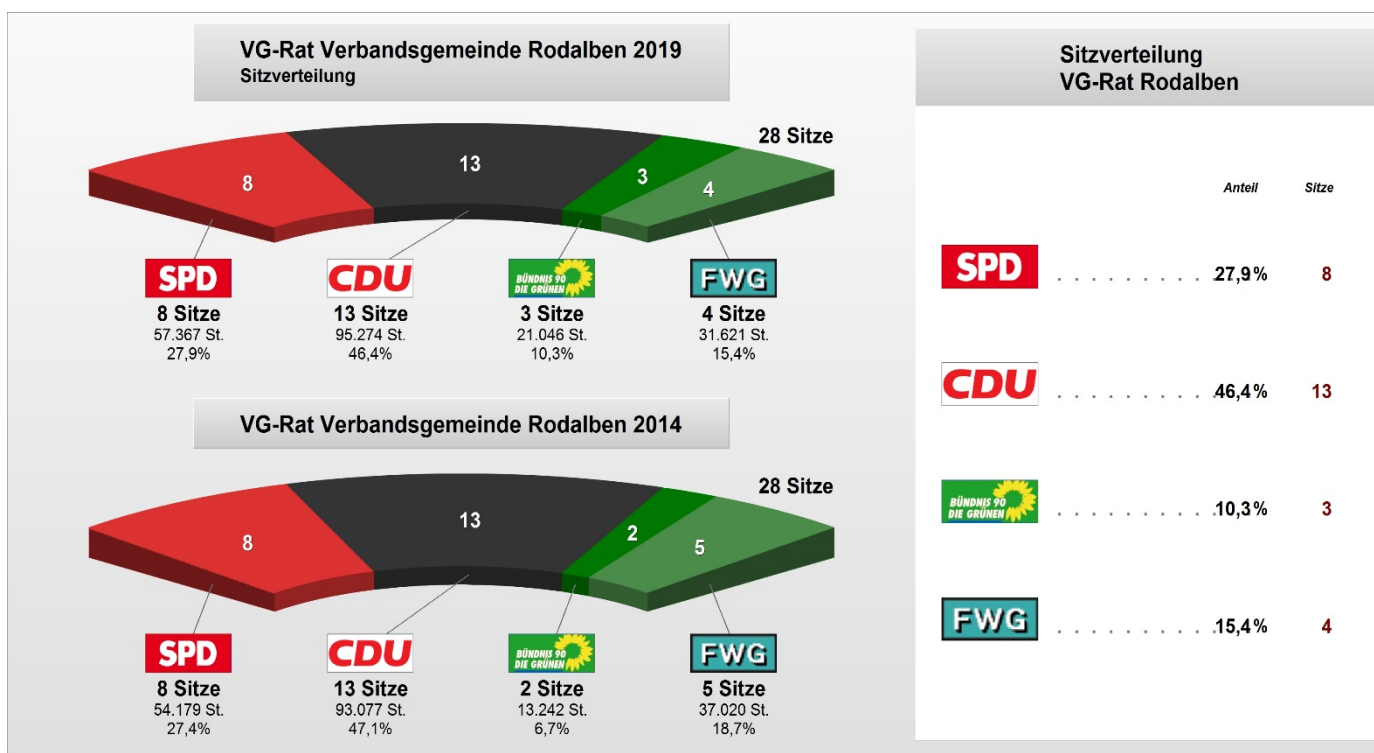 VG-Rat Verbandsgemeinde Rodalben 2019
Sitzverteilung
28 Sitze
8
13
3
4
SPD
CDU
BÜNDNIS 90
DIE GRÜNEN
FWG
8 Sitze
13 Sitze
3 Sitze
4 Sitze
57.367 St.
95.274 St.
21.046 St.
31.621 St.
27,9%
46,4%
10,3%
15,4%
VG-Rat Verbandsgemeinde Rodalben 2014
28 Sitze
8
13
2
5
SPD
CDU
BÜNDNIS 90
DIE GRÜNEN
FWG
8 Sitze
13 Sitze
2 Sitze
5 Sitze
54.179 St.
93.077 St.
13.242 St.
37.020 St.
27,4%
47,1%
6,7%
18,7%
Sitzverteilung
VG-Rat Rodalben
Anteil Sitze
SPD . . . . . . . . . . 27,9% 8
CDU . . . . . . . . . . 46,4% 13
BÜNDNIS 90
DIE GRÜNEN . . . . . . . . . . 10,3% 3
FWG . . . . . . . . . . 15,4% 4